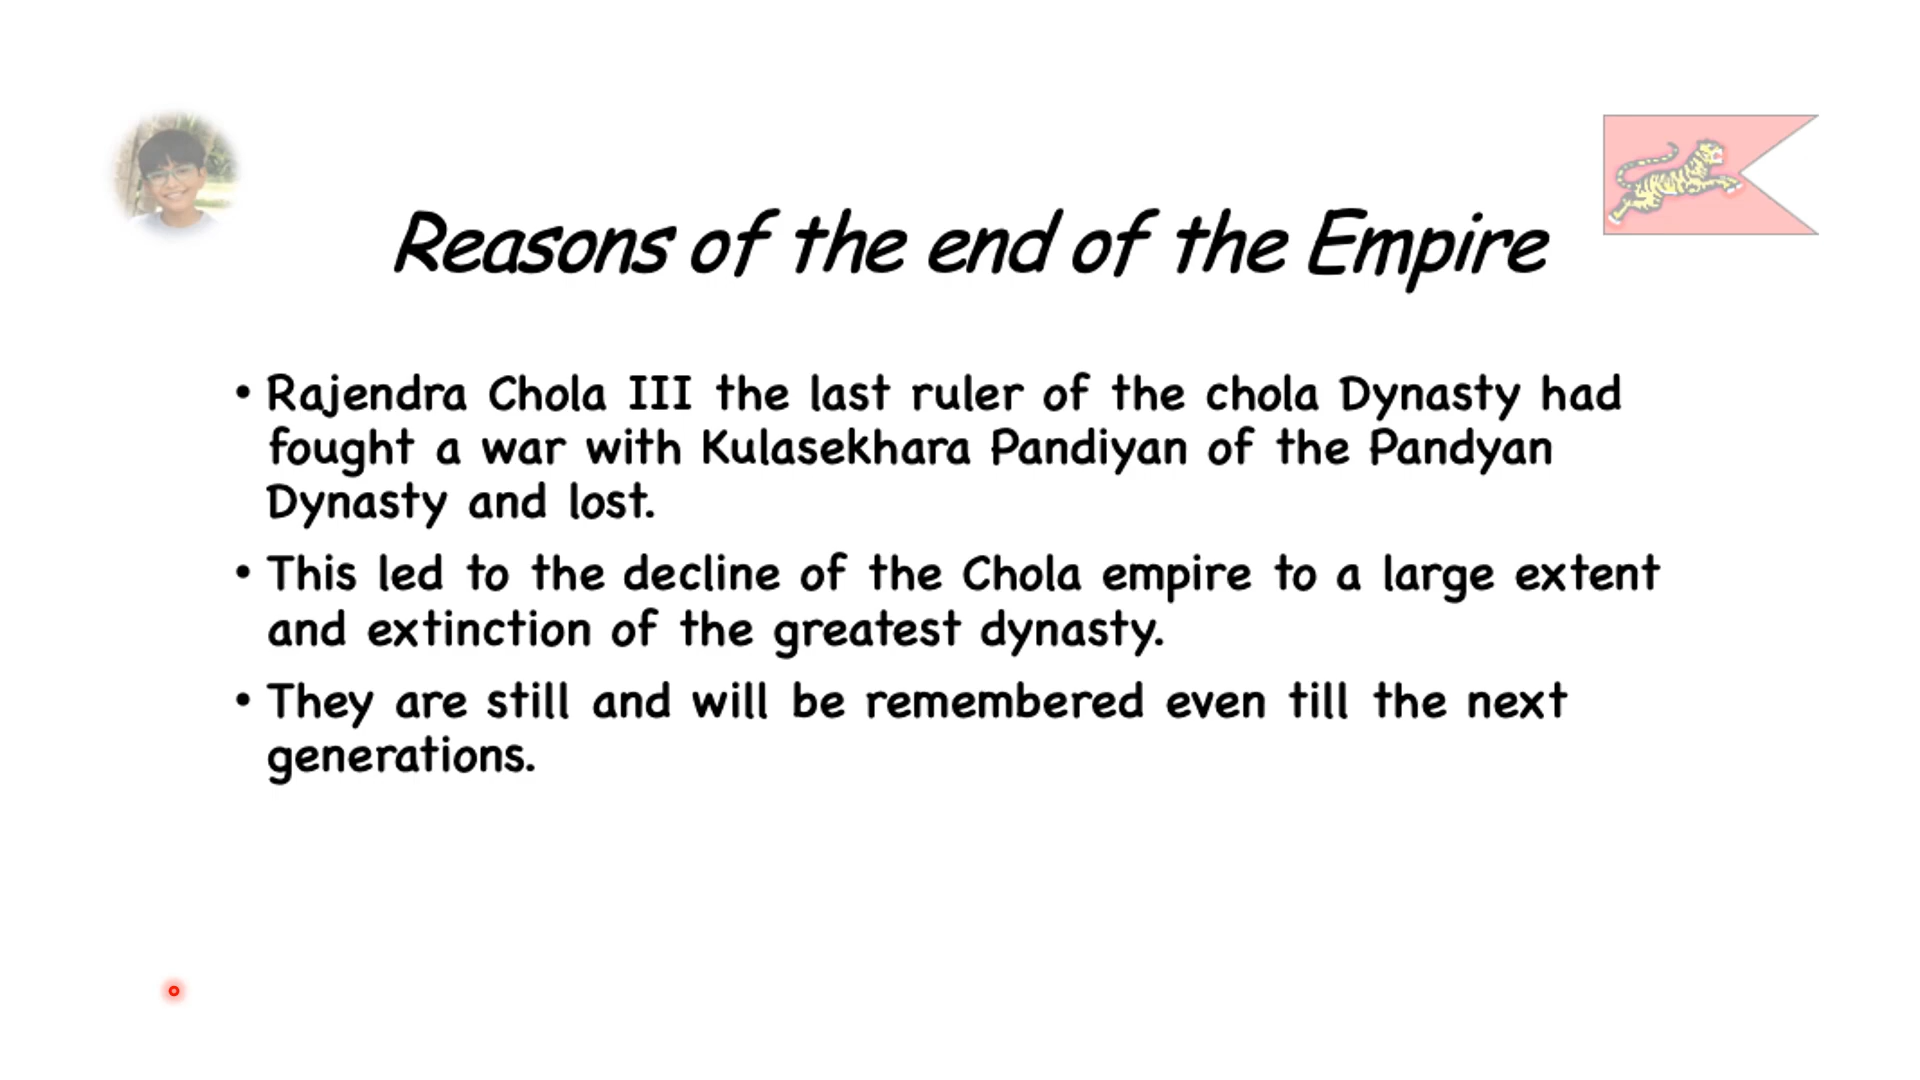 Reasons of the end of the Empire
• Rajendra Chola III the last ruler of the chola Dynasty had
fought a war with Kulasekhara Pandiyan of the Pandyan
Dynasty and lost.
• This led to the decline of the Chola empire to a large extent
and extinction of the greatest dynasty.
• They are still and will be remembered even till the next
generations.